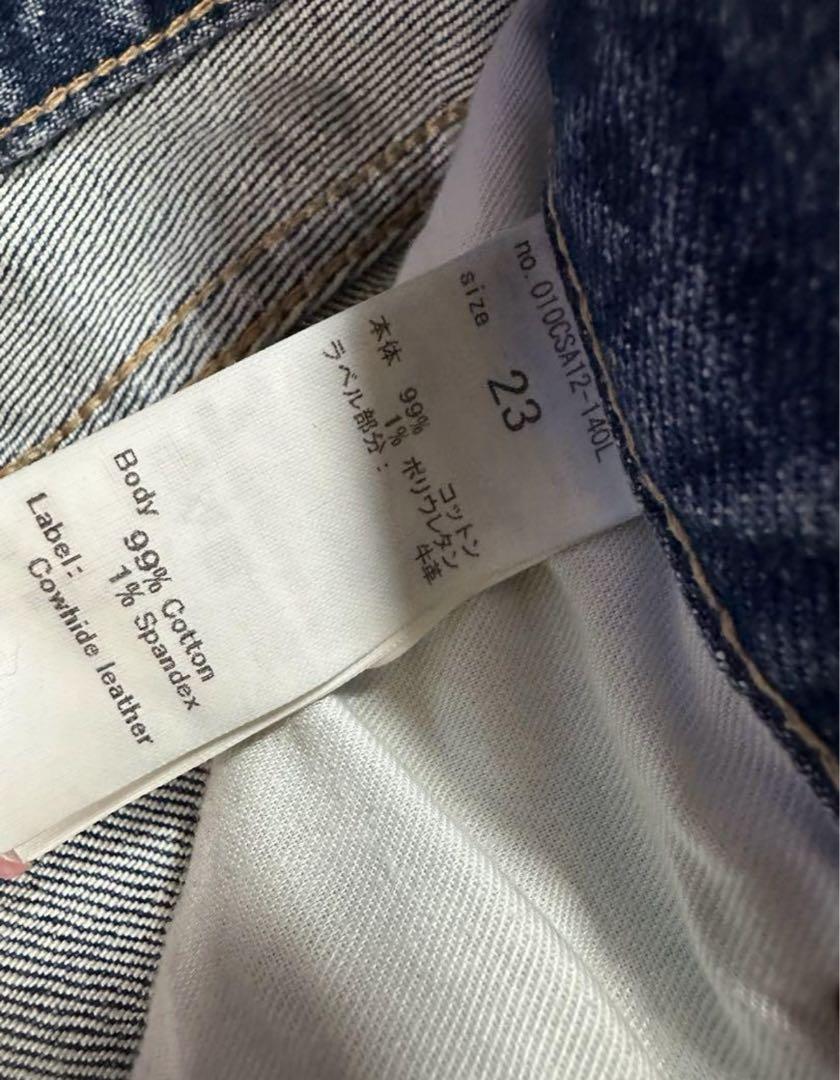 no.010CSA12-140L
size 23
本体 99% コットン
1% ポリウレタン
ラベル部分: 牛革
Body 99% Cotton
1% Spandex
Label:
Cowhide leather